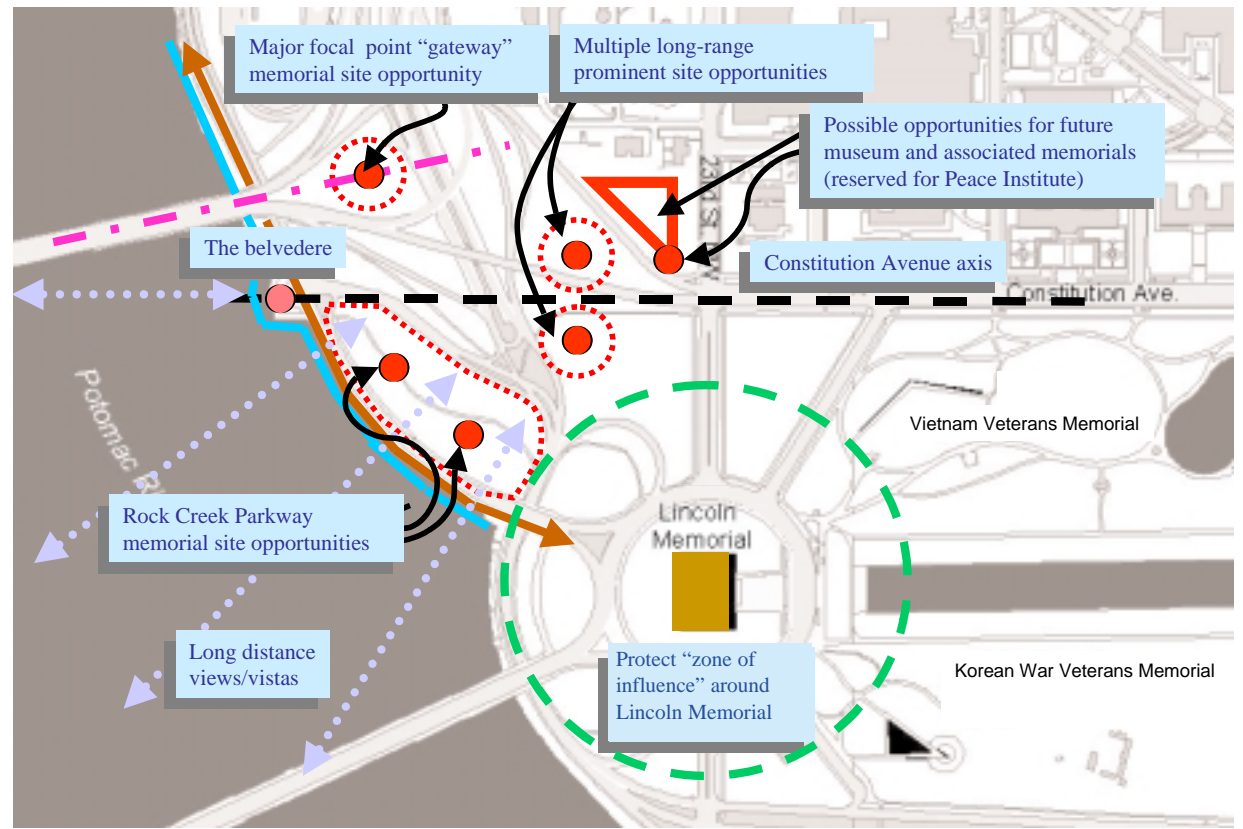 Major focal point “gateway”
memorial site opportunity
Multiple long-range
prominent site opportunities
Possible opportunities for future
museum and associated memorials
(reserved for Peace Institute)
23rd St
The belvedere
Constitution Avenue axis
Constitution Ave.
Potomac
Vietnam Veterans Memorial
Rock Creek Parkway
memorial site opportunities
Lincoln
Memorial
Long distance
views/vistas
Protect “zone of
influence” around
Lincoln Memorial
Korean War Veterans Memorial